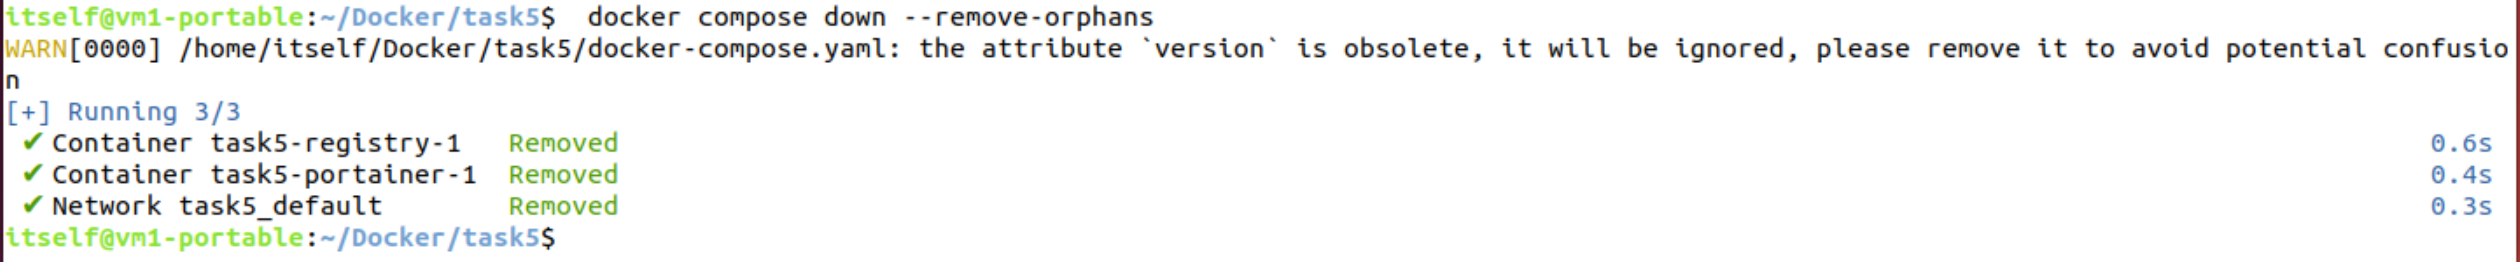 itself@vm1-portable:~/Docker/task5$  docker compose down --remove-orphans
WARN[0000] /home/itself/Docker/task5/docker-compose.yaml: the attribute `version` is obsolete, it will be ignored, please remove it to avoid potential confusio
n
[+] Running 3/3
 ✔ Container task5-registry-1   Removed 0.6s
 ✔ Container task5-portainer-1  Removed 0.4s
 ✔ Network task5_default        Removed 0.3s
itself@vm1-portable:~/Docker/task5$